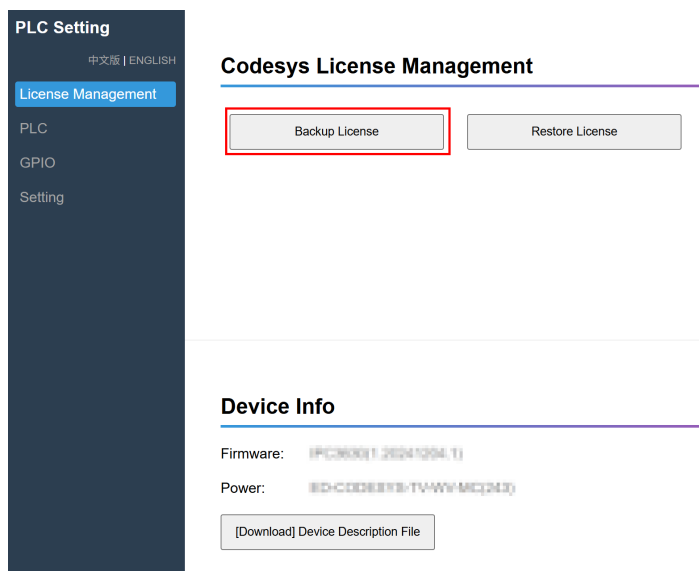 PLC Setting
中文版 | ENGLISH
License Management
PLC
GPIO
Setting
Codesys License Management
Backup License
Restore License
Device Info
Firmware:
Power:
[Download] Device Description File